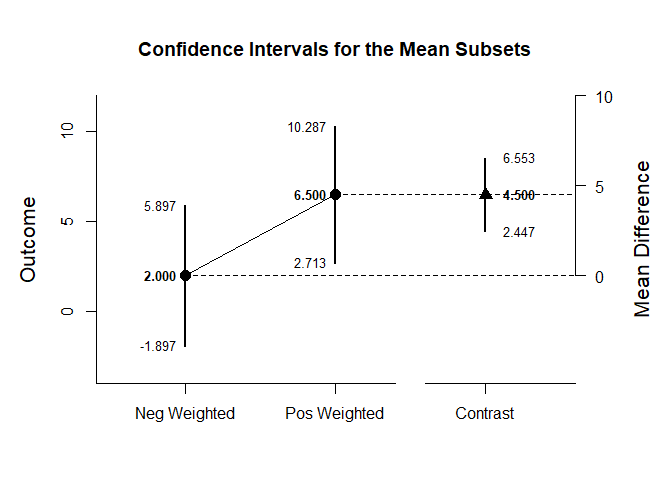 Confidence Intervals for the Mean Subsets
Outcome
10
5
0
5.897
2.000
-1.897
10.287
6.500
2.713
6.553
4.500
2.447
10
5
0
Mean Difference
Neg Weighted
Pos Weighted
Contrast